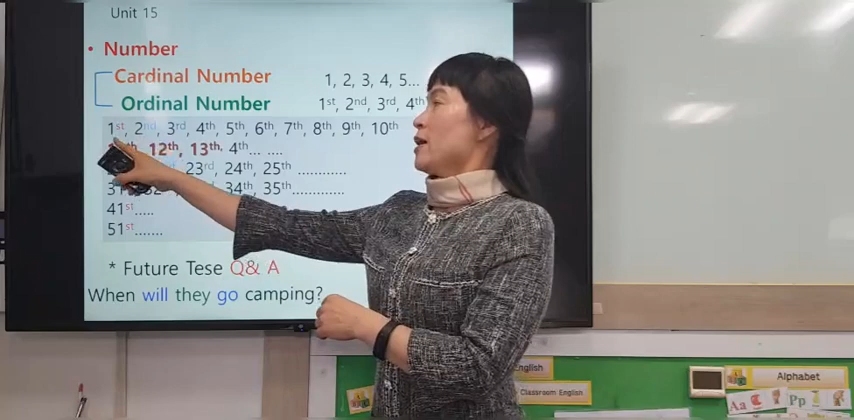 Unit 15
• Number
Cardinal Number 1, 2, 3, 4, 5...
Ordinal Number 1st, 2nd, 3rd, 4th
1st, 2nd, 3rd, 4th, 5th, 6th, 7th, 8th, 9th, 10th
12th, 13th, 4th... ....
23rd, 24th, 25th ............
34th, 35th.............
41st.....
51st.......
* Future Tese Q& A
When will they go camping?
Classroom English
Alphabet
Aa
Pp